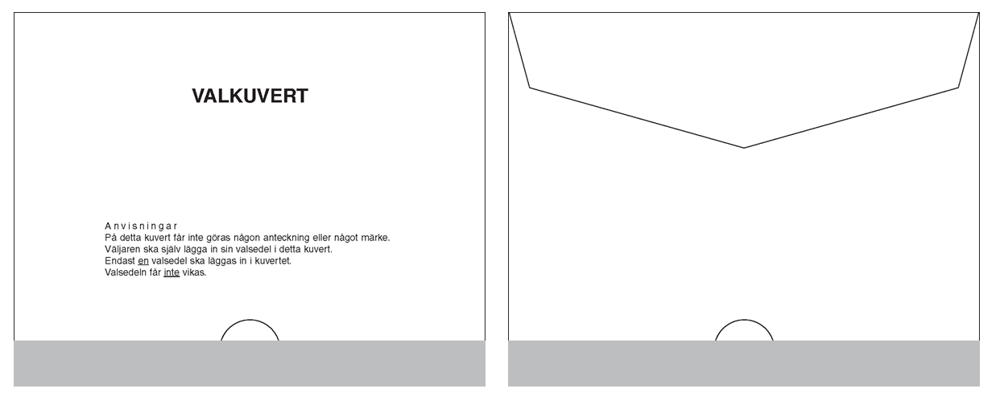 VALKUVERT
Anvisningar
På detta kuvert får inte göras någon anteckning eller något märke.
Väljaren ska själv lägga in sin valsedel i detta kuvert.
Endast en valsedel ska läggas in i kuvertet.
Valsedeln får inte vikas.